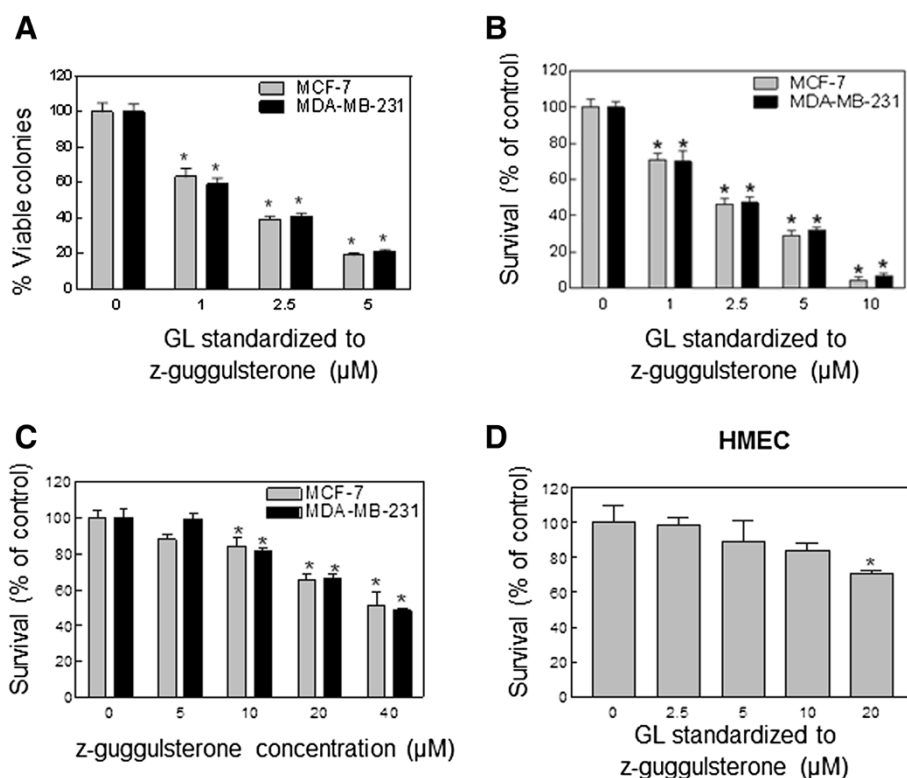 A
% Viable colonies
120
100
80
60
40
20
0
MCF-7
MDA-MB-231
* * * * * *
0 1 2.5 5
GL standardized to
z-guggulsterone (µM)
B
Survival (% of control)
120
100
80
60
40
20
0
MCF-7
MDA-MB-231
* * * * * * * *
0 1 2.5 5 10
GL standardized to
z-guggulsterone (µM)
C
Survival (% of control)
120
100
80
60
40
20
0
MCF-7
MDA-MB-231
* * * * * *
0 5 10 20 40
z-guggulsterone concentration (µM)
D
HMEC
Survival (% of control)
120
100
80
60
40
20
0
*
0 2.5 5 10 20
GL standardized to
z-guggulsterone (µM)